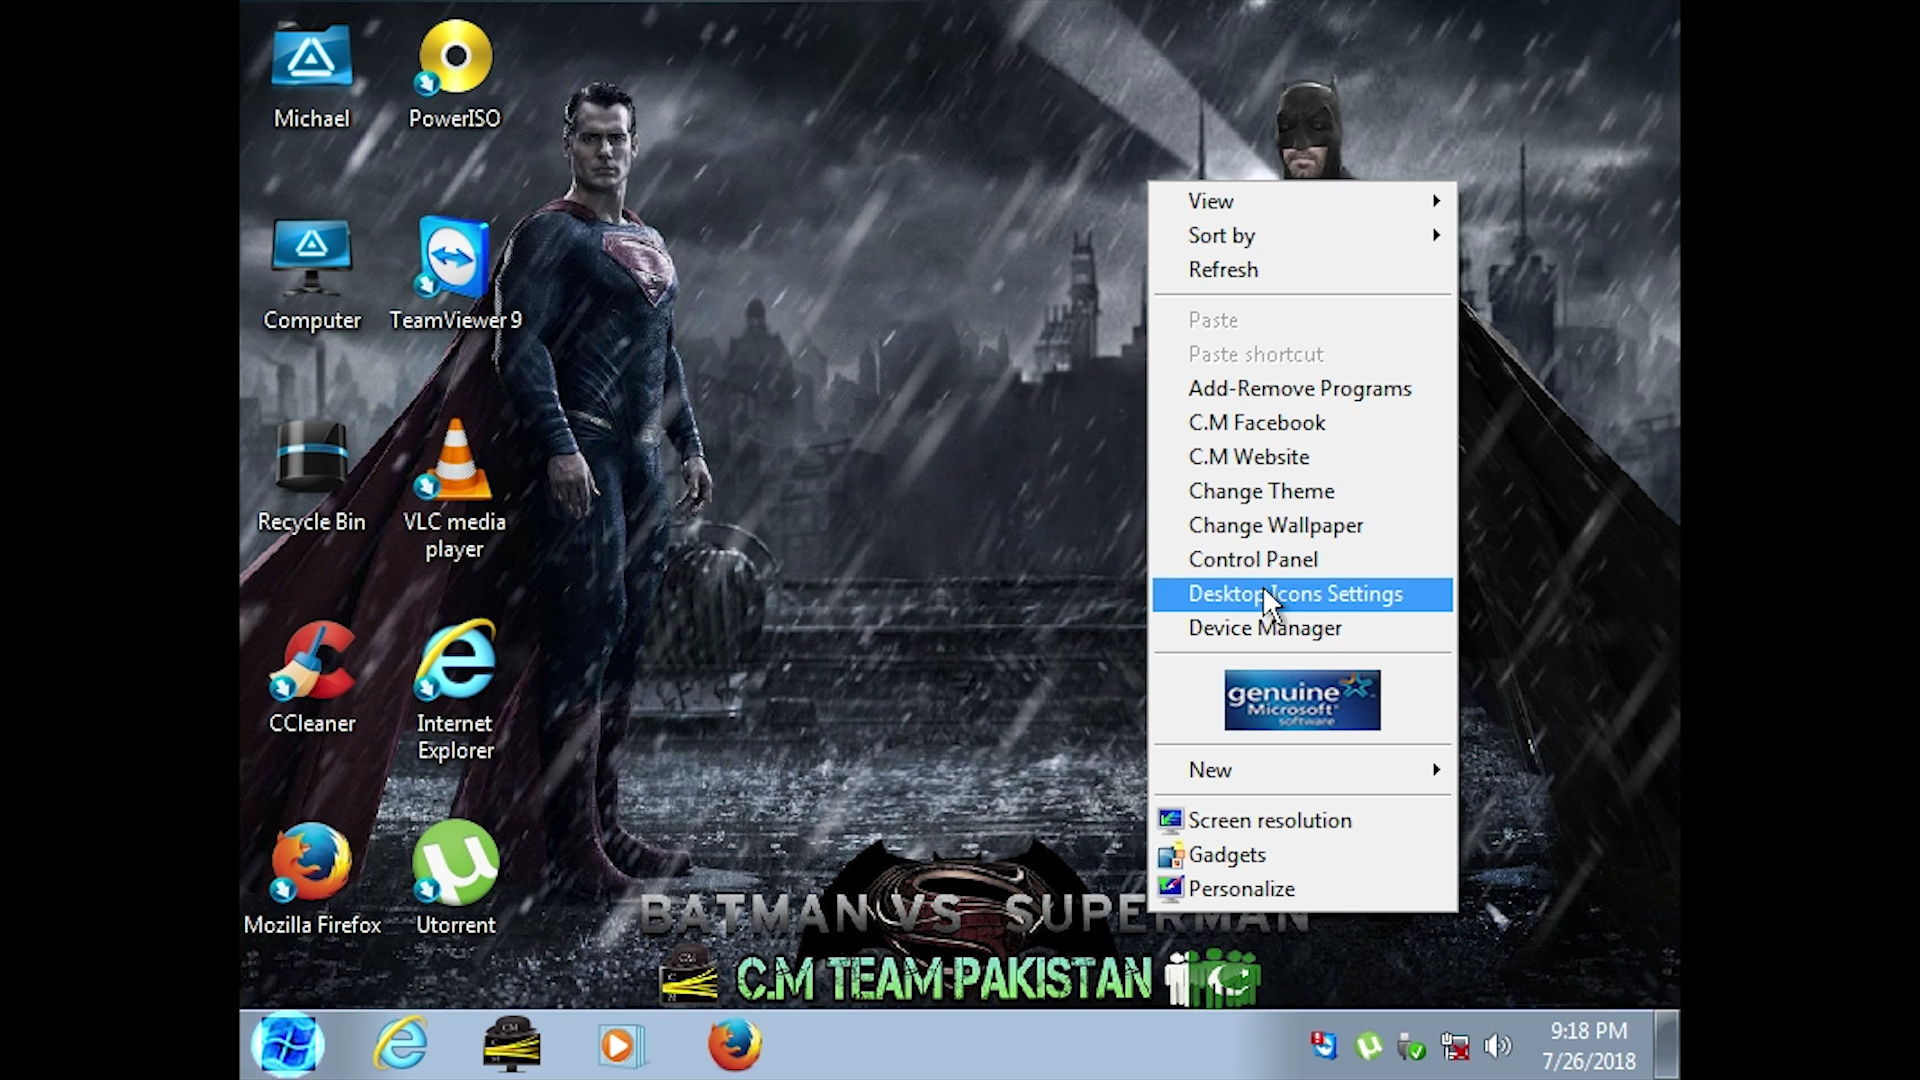 Michael
PowerISO
Computer
TeamViewer 9
Recycle Bin
VLC media
player
CCleaner
Internet
Explorer
Mozilla Firefox
Utorrent
View
Sort by
Refresh
Paste
Paste shortcut
Add-Remove Programs
C.M Facebook
C.M Website
Change Theme
Change Wallpaper
Control Panel
Desktop Icons Settings
Device Manager
genuine
Microsoft
software
New
Screen resolution
Gadgets
Personalize
BATMAN VS SUPERMAN
C.M TEAM PAKISTAN
CM
9:18 PM
7/26/2018